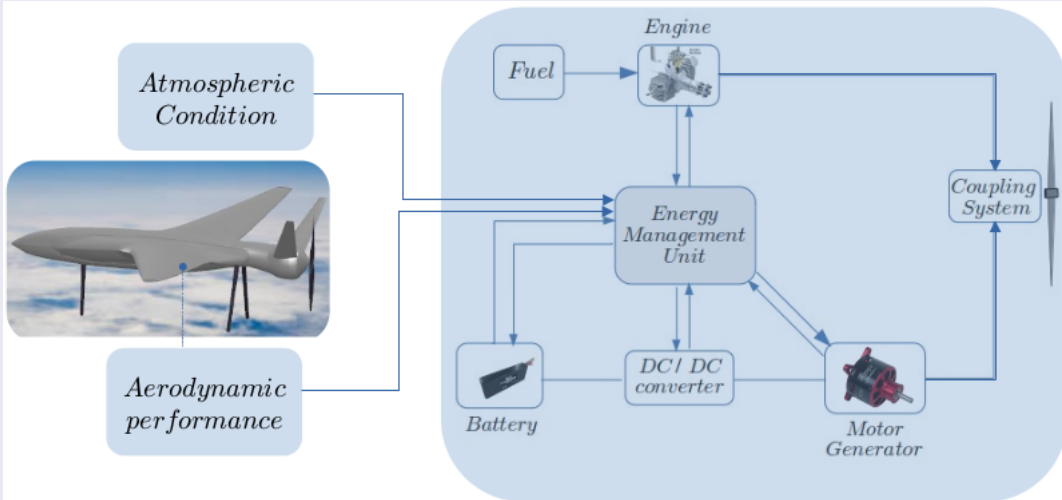 Engine
Fuel
Atmospheric
Condition
Coupling
System
Energy
Management
Unit
DC/ DC
converter
Aerodynamic
performance
Battery
Motor
Generator